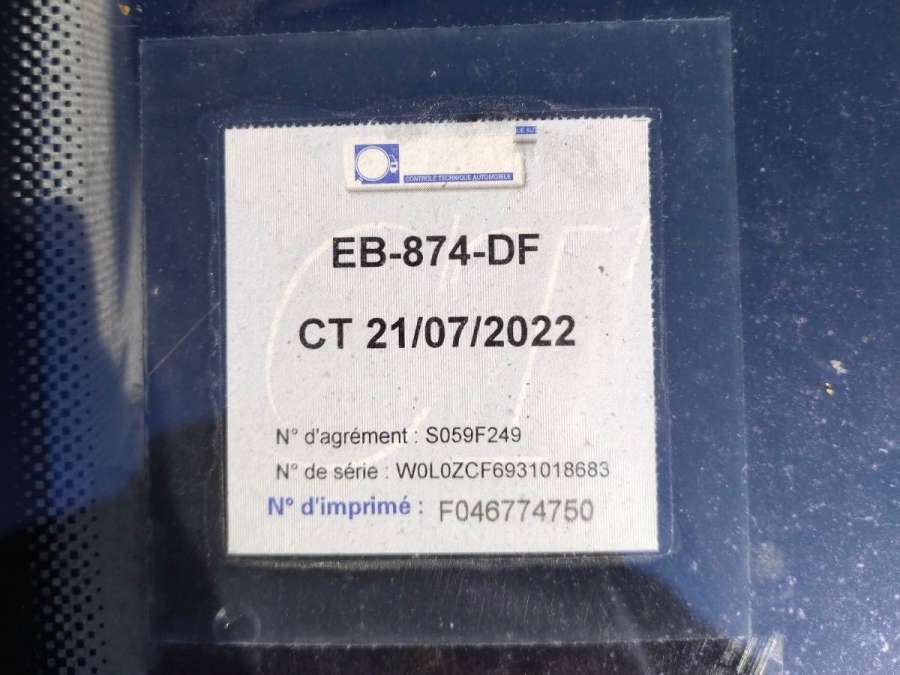 CONTROLE TECHNIQUE AUTOMOBILE
EB-874-DF
CT 21/07/2022
N° d'agrément : S059F249
N° de série : W0L0ZCF6931018683
N° d'imprimé : F046774750